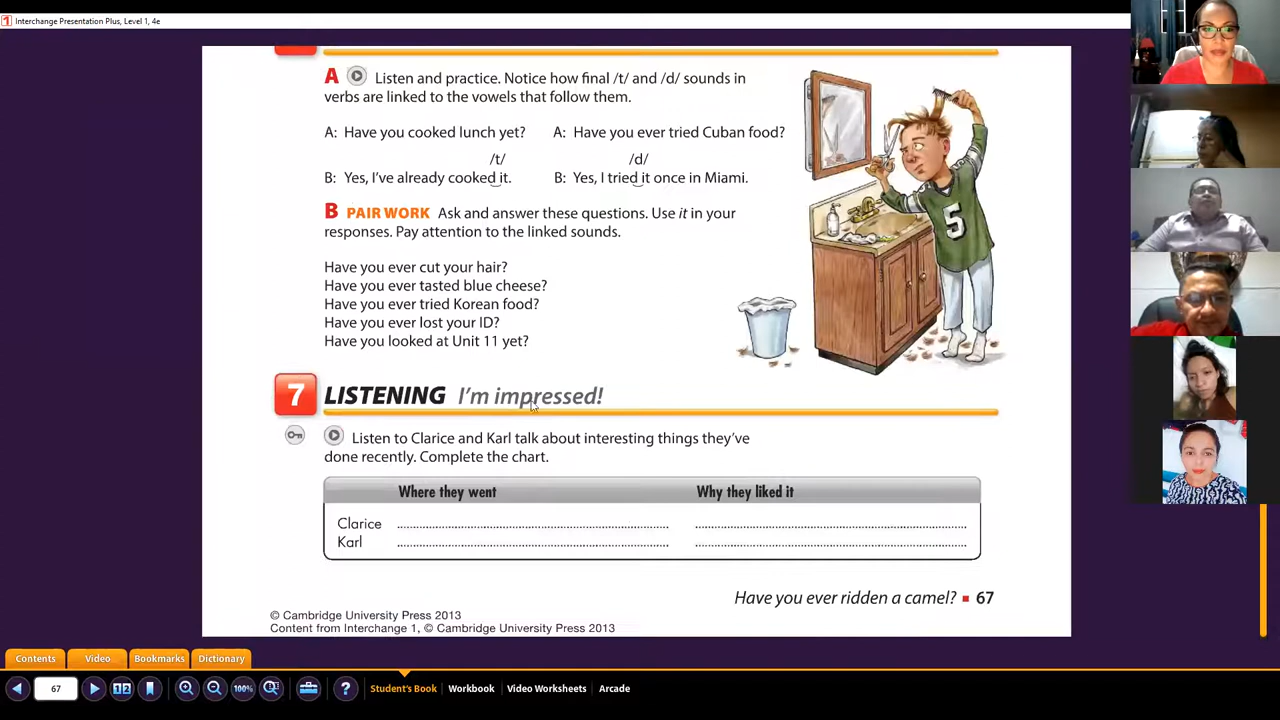 Interchange Presentation Plus, Level 1, 4e
A Listen and practice. Notice how final /t/ and /d/ sounds in
verbs are linked to the vowels that follow them.
A: Have you cooked lunch yet? A: Have you ever tried Cuban food?
/t/ /d/
B: Yes, I've already cooked it. B: Yes, I tried it once in Miami.
B PAIR WORK Ask and answer these questions. Use it in your
responses. Pay attention to the linked sounds.
Have you ever cut your hair?
Have you ever tasted blue cheese?
Have you ever tried Korean food?
Have you ever lost your ID?
Have you looked at Unit 11 yet?
5
7 LISTENING I'm impressed!
Listen to Clarice and Karl talk about interesting things they've
done recently. Complete the chart.
Where they went Why they liked it
Clarice
Karl
Have you ever ridden a camel? ■ 67
© Cambridge University Press 2013
Content from Interchange 1, © Cambridge University Press 2013
Contents Video Bookmarks Dictionary
67 1 2 100% ? Student's Book Workbook Video Worksheets Arcade